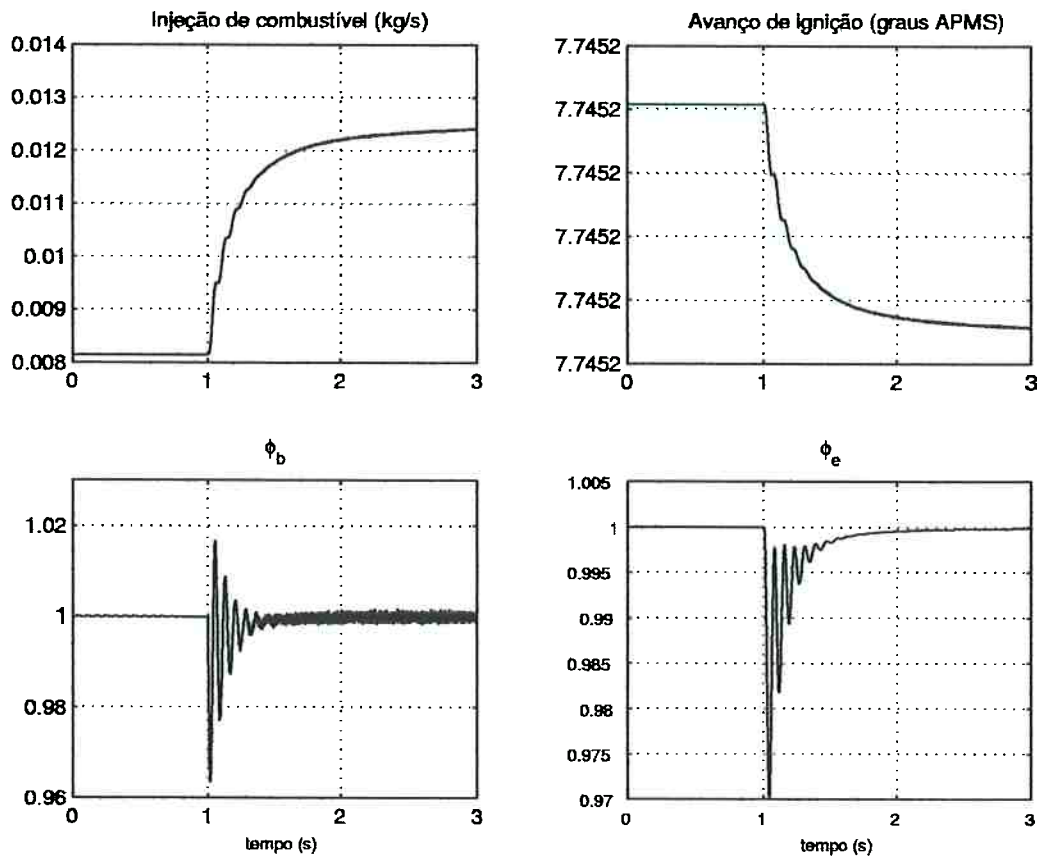 Injeção de combustível (kg/s)
0.014
0.013
0.012
0.011
0.01
0.009
0.008
0 1 2 3
Avanço de ignição (graus APMS)
7.7452
7.7452
7.7452
7.7452
7.7452
7.7452
0 1 2 3
ϕb
1.02
1
0.98
0.96
0 1 2 3
tempo (s)
ϕe
1.005
1
0.995
0.99
0.985
0.98
0.975
0.97
0 1 2 3
tempo (s)